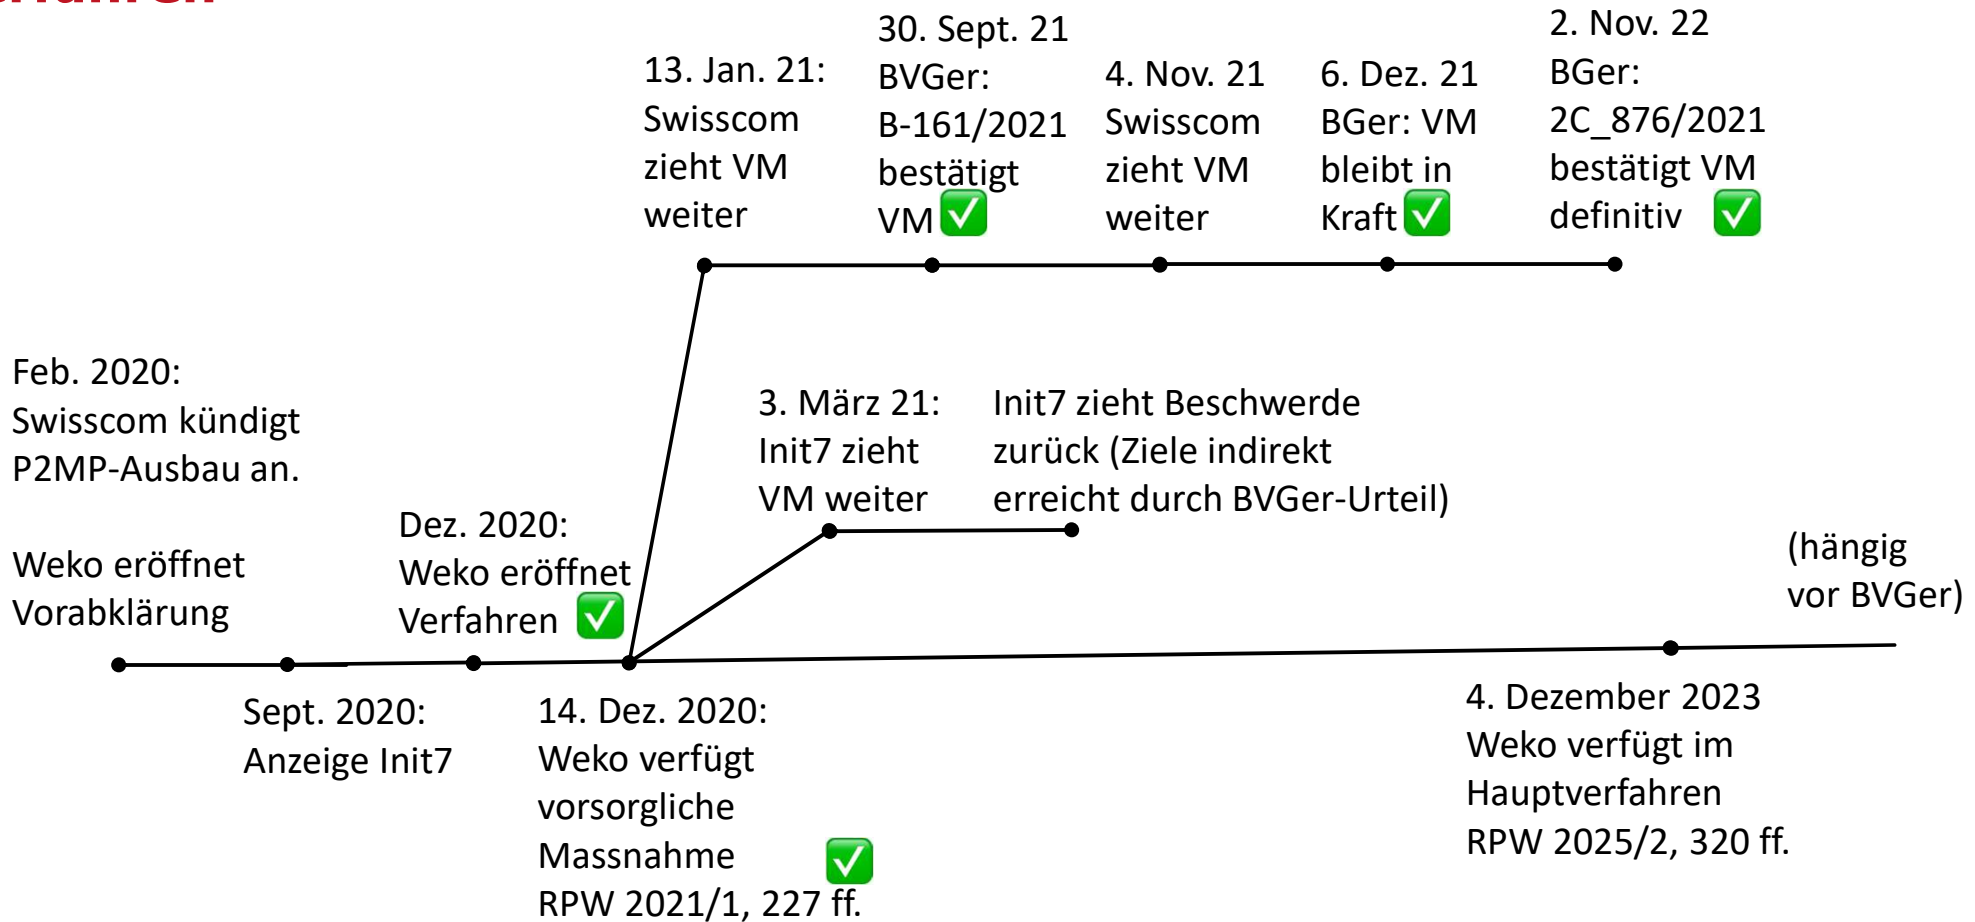 13. Jan. 21:
Swisscom
zieht VM
weiter
30. Sept. 21
BVGer:
B-161/2021
bestätigt
VM
4. Nov. 21
Swisscom
zieht VM
weiter
6. Dez. 21
BGer: VM
bleibt in
Kraft
2. Nov. 22
BGer:
2C_876/2021
bestätigt VM
definitiv
Feb. 2020:
Swisscom kündigt
P2MP-Ausbau an.
Weko eröffnet
Vorabklärung
Dez. 2020:
Weko eröffnet
Verfahren
3. März 21:
Init7 zieht
VM weiter
Init7 zieht Beschwerde
zurück (Ziele indirekt
erreicht durch BVGer-Urteil)
(hängig
vor BVGer)
Sept. 2020:
Anzeige Init7
14. Dez. 2020:
Weko verfügt
vorsorgliche
Massnahme
RPW 2021/1, 227 ff.
4. Dezember 2023
Weko verfügt im
Hauptverfahren
RPW 2025/2, 320 ff.